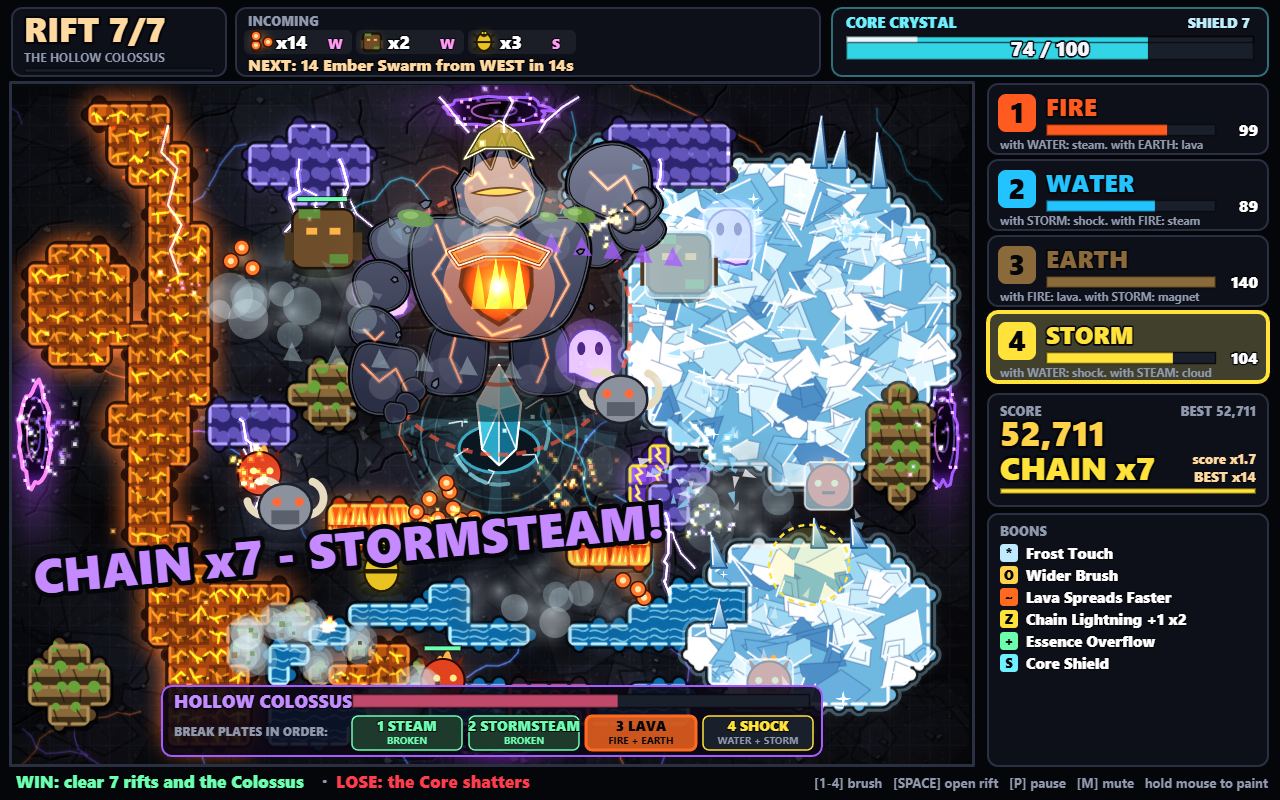 RIFT 7/7
THE HOLLOW COLOSSUS
INCOMING
x14 W x2 W x3 S
NEXT: 14 Ember Swarm from WEST in 14s
CORE CRYSTAL SHIELD 7
74 / 100
1 FIRE
99
with WATER: steam. with EARTH: lava
2 WATER
89
with STORM: shock. with FIRE: steam
3 EARTH
140
with FIRE: lava. with STORM: magnet
4 STORM
104
with WATER: shock. with STEAM: cloud
SCORE BEST 52,711
52,711
CHAIN x7
score x1.7
BEST x14
BOONS
* Frost Touch
O Wider Brush
~ Lava Spreads Faster
Z Chain Lightning +1 x2
+ Essence Overflow
S Core Shield
CHAIN x7 - STORMSTEAM!
HOLLOW COLOSSUS
BREAK PLATES IN ORDER:
1 STEAM
BROKEN
2 STORMSTEAM
BROKEN
3 LAVA
FIRE + EARTH
4 SHOCK
WATER + STORM
WIN: clear 7 rifts and the Colossus · LOSE: the Core shatters
[1-4] brush [SPACE] open rift [P] pause [M] mute hold mouse to paint